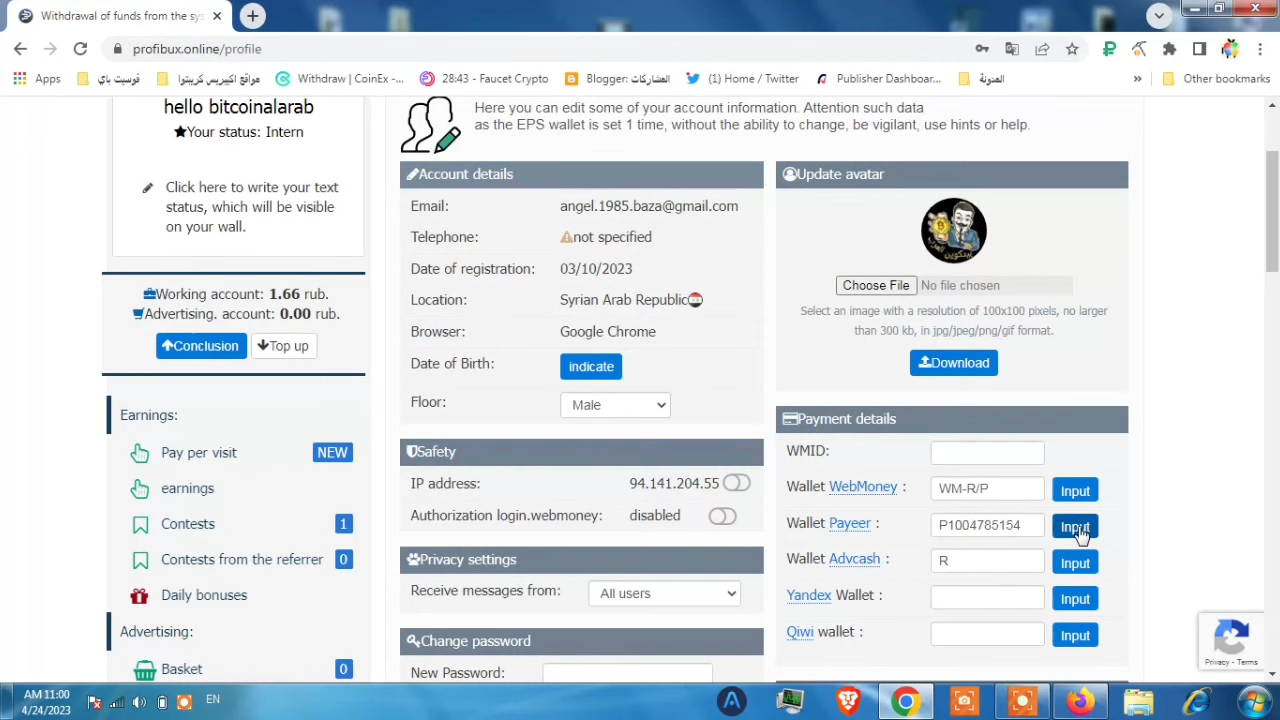 Withdrawal of funds from the sys
profibux.online/profile
Apps
فوسيت باي
مواقع اكسبريس كريبتوا
Withdraw | CoinEx -...
28:43 - Faucet Crypto
Blogger: المشاركات
(1) Home / Twitter
Publisher Dashboar...
المدونة
»
Other bookmarks
hello bitcoinalarab
Your status: Intern
Click here to write your text
status, which will be visible
on your wall.
Working account: 1.66 rub.
Advertising. account: 0.00 rub.
Conclusion
Top up
Earnings:
Pay per visit NEW
earnings
Contests 1
Contests from the referrer 0
Daily bonuses
Advertising:
Basket 0
Here you can edit some of your account information. Attention such data
as the EPS wallet is set 1 time, without the ability to change, be vigilant, use hints or help.
Account details
Email: angel.1985.baza@gmail.com
Telephone: not specified
Date of registration: 03/10/2023
Location: Syrian Arab Republic
Browser: Google Chrome
Date of Birth: indicate
Floor: Male
Safety
IP address: 94.141.204.55
Authorization login.webmoney: disabled
Privacy settings
Receive messages from: All users
Change password
New Password:
Update avatar
Choose File No file chosen
Select an image with a resolution of 100x100 pixels, no larger
than 300 kb, in jpg/jpeg/png/gif format.
Download
Payment details
WMID:
Wallet WebMoney : WM-R/P Input
Wallet Payeer : P1004785154 Input
Wallet Advcash : R Input
Yandex Wallet : Input
Qiwi wallet : Input
Privacy - Terms
AM 11:00
4/24/2023
EN